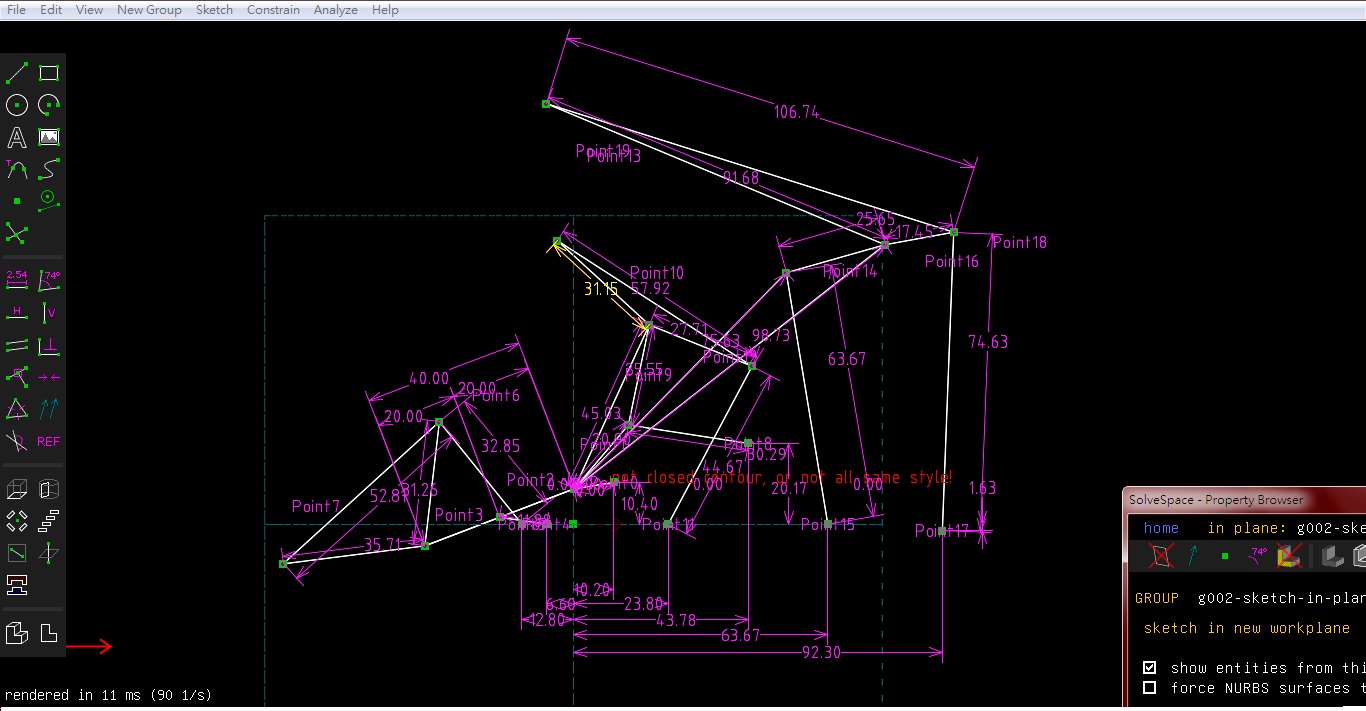 File Edit View New Group Sketch Constrain Analyze Help
106.74
Point19
Point13
91.68
25.65
17.45
Point18
Point16
Point14
Point10
31.15
57.92
27.71
98.73
74.63
63.67
Point9
40.00
20.00
Point6
20.00
45.93
32.85
Point8
30.29
44.67
not closed contour, or not all same style!
Point2
0.00
0.00
20.17
1.63
10.40
52.87
31.26
Point7
Point3
Point11
Point15
Point17
35.71
10.20
6.60
23.80
12.80
43.78
63.67
92.30
2.54
74°
H
V
REF
SolveSpace - Property Browser
home in plane: g002-ske
74°
GROUP g002-sketch-in-plan
sketch in new workplane
show entities from thi
force NURBS surfaces t
rendered in 11 ms (90 1/s)